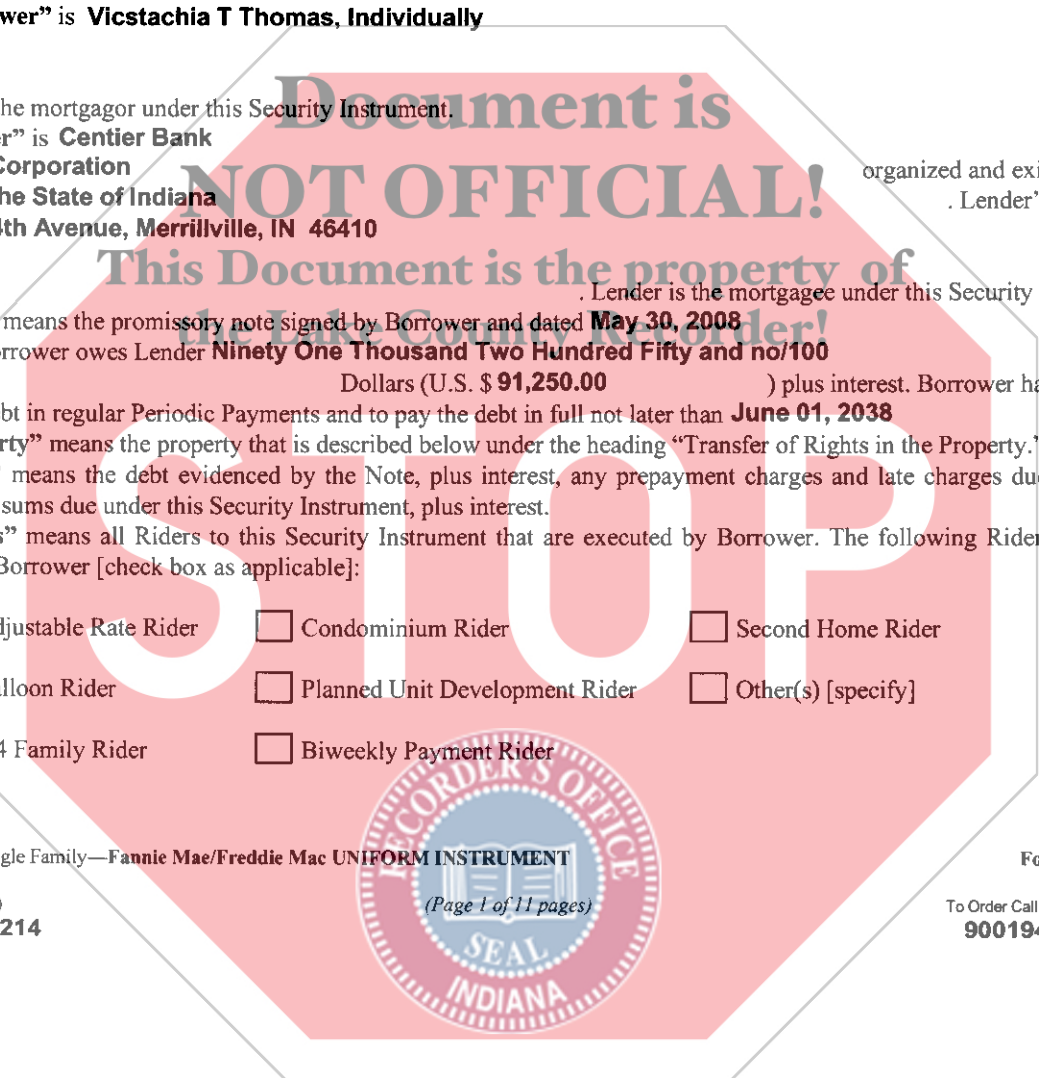 wer” is Vicstachia T Thomas, Individually
he mortgagor under this Security Instrument.
Document is
r” is Centier Bank
Corporation organized and exi
NOT OFFICIAL!
he State of Indiana . Lender’
4th Avenue, Merrillville, IN 46410
This Document is the property of
. Lender is the mortgagee under this Security
means the promissory note signed by Borrower and dated May 30, 2008
the Lake County Recorder!
rrower owes Lender Ninety One Thousand Two Hundred Fifty and no/100
Dollars (U.S. $ 91,250.00 ) plus interest. Borrower ha
bt in regular Periodic Payments and to pay the debt in full not later than June 01, 2038
rty” means the property that is described below under the heading “Transfer of Rights in the Property.”
” means the debt evidenced by the Note, plus interest, any prepayment charges and late charges du
sums due under this Security Instrument, plus interest.
s” means all Riders to this Security Instrument that are executed by Borrower. The following Rider
Borrower [check box as applicable]:
STOP
djustable Rate Rider Condominium Rider Second Home Rider
lloon Rider Planned Unit Development Rider Other(s) [specify]
4 Family Rider Biweekly Payment Rider
RECORDER'S OFFICE
gle Family—Fannie Mae/Freddie Mac UNIFORM INSTRUMENT Fo
(Page 1 of 11 pages) To Order Call
214 90019
SEAL
INDIANA